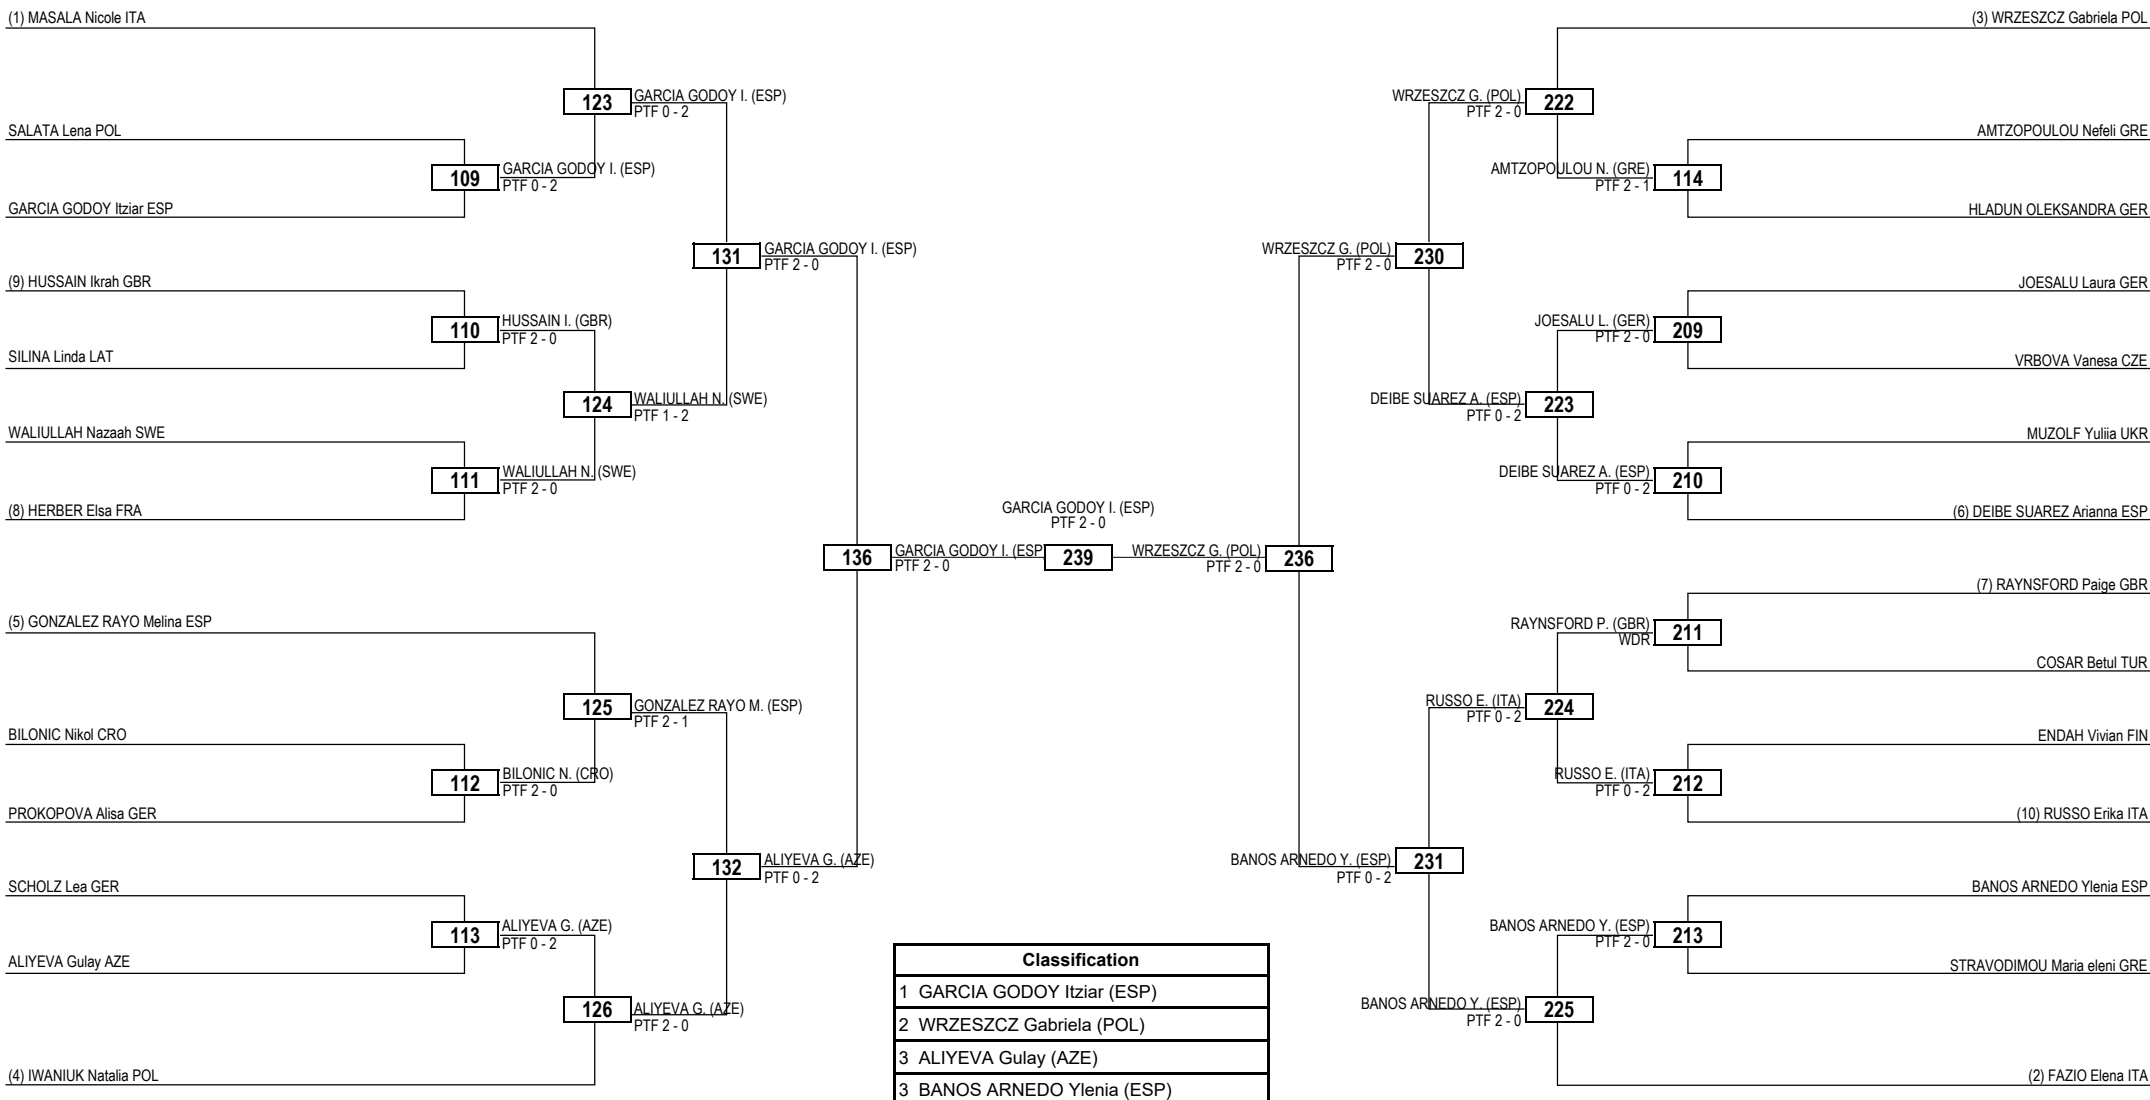 (1) MASALA Nicole ITA
(3) WRZESZCZ Gabriela POL
123
GARCIA GODOY I. (ESP)
PTF 0 - 2
WRZESZCZ G. (POL)
PTF 2 - 0
222
SALATA Lena POL
AMTZOPOULOU Nefeli GRE
109
GARCIA GODOY I. (ESP)
PTF 0 - 2
AMTZOPOULOU N. (GRE)
PTF 2 - 1
114
GARCIA GODOY Itziar ESP
HLADUN OLEKSANDRA GER
131
GARCIA GODOY I. (ESP)
PTF 2 - 0
WRZESZCZ G. (POL)
PTF 2 - 0
230
(9) HUSSAIN Ikrah GBR
JOESALU Laura GER
110
HUSSAIN I. (GBR)
PTF 2 - 0
JOESALU L. (GER)
PTF 2 - 0
209
SILINA Linda LAT
VRBOVA Vanesa CZE
124
WALIULLAH N. (SWE)
PTF 1 - 2
DEIBE SUAREZ A. (ESP)
PTF 0 - 2
223
WALIULLAH Nazaah SWE
MUZOLF Yuliia UKR
111
WALIULLAH N. (SWE)
PTF 2 - 0
DEIBE SUAREZ A. (ESP)
PTF 0 - 2
210
(8) HERBER Elsa FRA
(6) DEIBE SUAREZ Arianna ESP
GARCIA GODOY I. (ESP)
PTF 2 - 0
136
GARCIA GODOY I. (ESP
PTF 2 - 0
239
WRZESZCZ G. (POL)
PTF 2 - 0
236
(7) RAYNSFORD Paige GBR
(5) GONZALEZ RAYO Melina ESP
RAYNSFORD P. (GBR)
WDR
211
COSAR Betul TUR
125
GONZALEZ RAYO M. (ESP)
PTF 2 - 1
RUSSO E. (ITA)
PTF 0 - 2
224
BILONIC Nikol CRO
ENDAH Vivian FIN
112
BILONIC N. (CRO)
PTF 2 - 0
RUSSO E. (ITA)
PTF 0 - 2
212
PROKOPOVA Alisa GER
(10) RUSSO Erika ITA
132
ALIYEVA G. (AZE)
PTF 0 - 2
BANOS ARNEDO Y. (ESP)
PTF 0 - 2
231
SCHOLZ Lea GER
BANOS ARNEDO Ylenia ESP
113
ALIYEVA G. (AZE)
PTF 0 - 2
BANOS ARNEDO Y. (ESP)
PTF 2 - 0
213
ALIYEVA Gulay AZE
STRAVODIMOU Maria eleni GRE
126
ALIYEVA G. (AZE)
PTF 2 - 0
BANOS ARNEDO Y. (ESP)
PTF 2 - 0
225
(4) IWANIUK Natalia POL
(2) FAZIO Elena ITA
Classification
1 GARCIA GODOY Itziar (ESP)
2 WRZESZCZ Gabriela (POL)
3 ALIYEVA Gulay (AZE)
3 BANOS ARNEDO Ylenia (ESP)